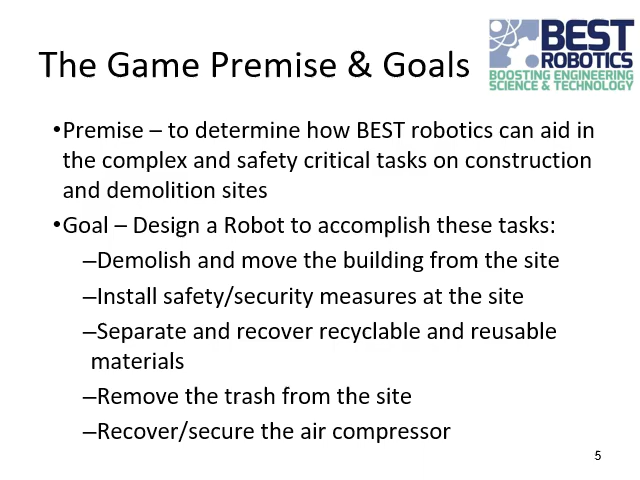 The Game Premise & Goals
BEST
ROBOTICS
BOOSTING ENGINEERING
SCIENCE & TECHNOLOGY
•Premise – to determine how BEST robotics can aid in
the complex and safety critical tasks on construction
and demolition sites
•Goal – Design a Robot to accomplish these tasks:
–Demolish and move the building from the site
–Install safety/security measures at the site
–Separate and recover recyclable and reusable
materials
–Remove the trash from the site
–Recover/secure the air compressor
5